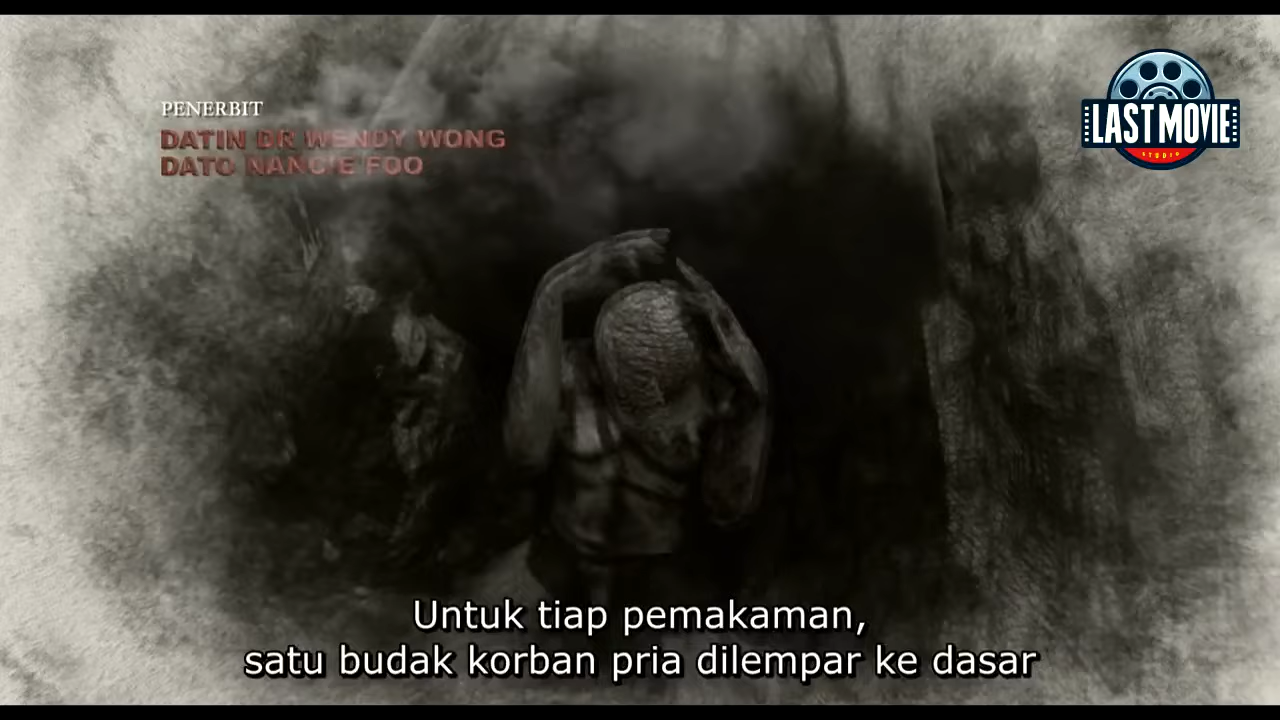 PENERBIT
DATIN DR WENDY WONG
DATO NANCIE FOO
LAST MOVIE
STUDIO
Untuk tiap pemakaman,
satu budak korban pria dilempar ke dasar